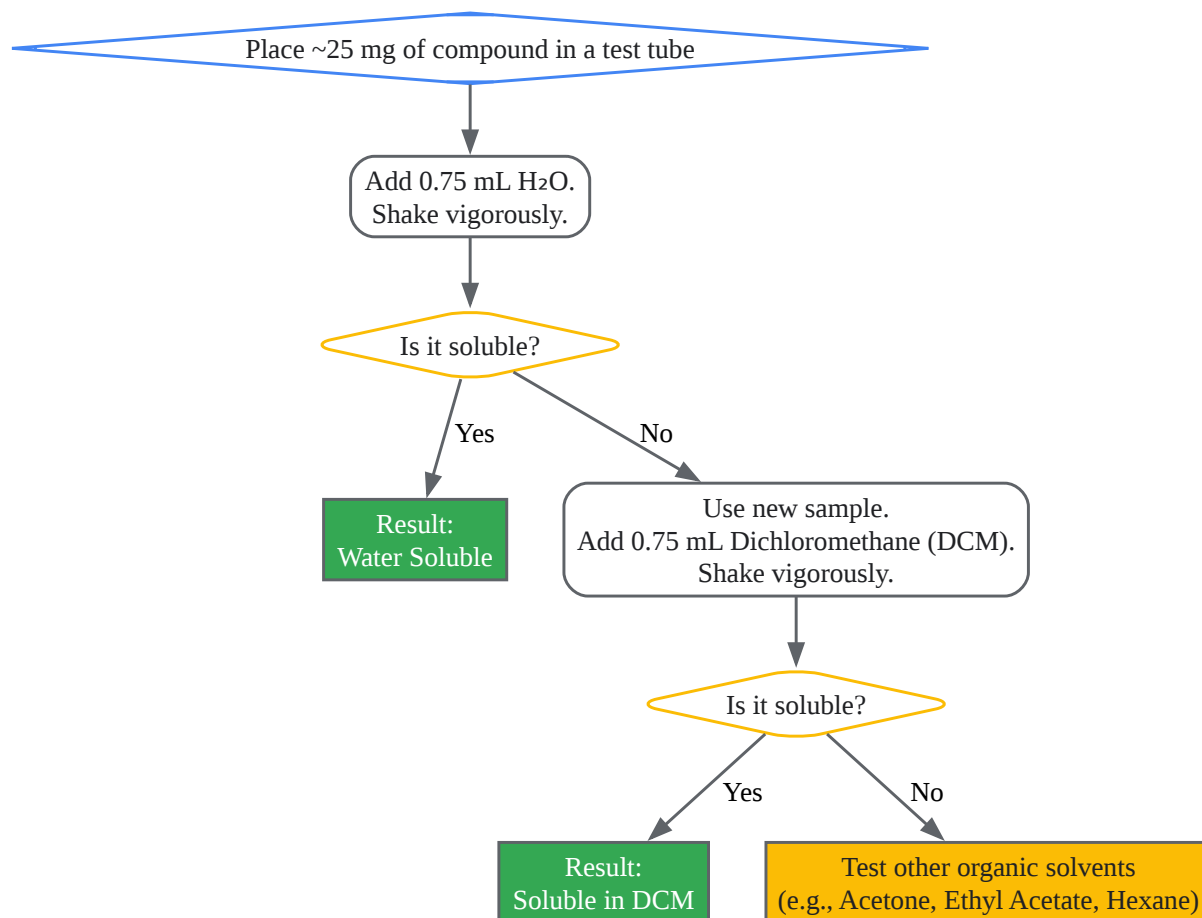 Place ~25 mg of compound in a test tube
Add 0.75 mL H₂O.
Shake vigorously.
Is it soluble?
Yes
No
Result:
Water Soluble
Use new sample.
Add 0.75 mL Dichloromethane (DCM).
Shake vigorously.
Is it soluble?
Yes
No
Result:
Soluble in DCM
Test other organic solvents
(e.g., Acetone, Ethyl Acetate, Hexane)